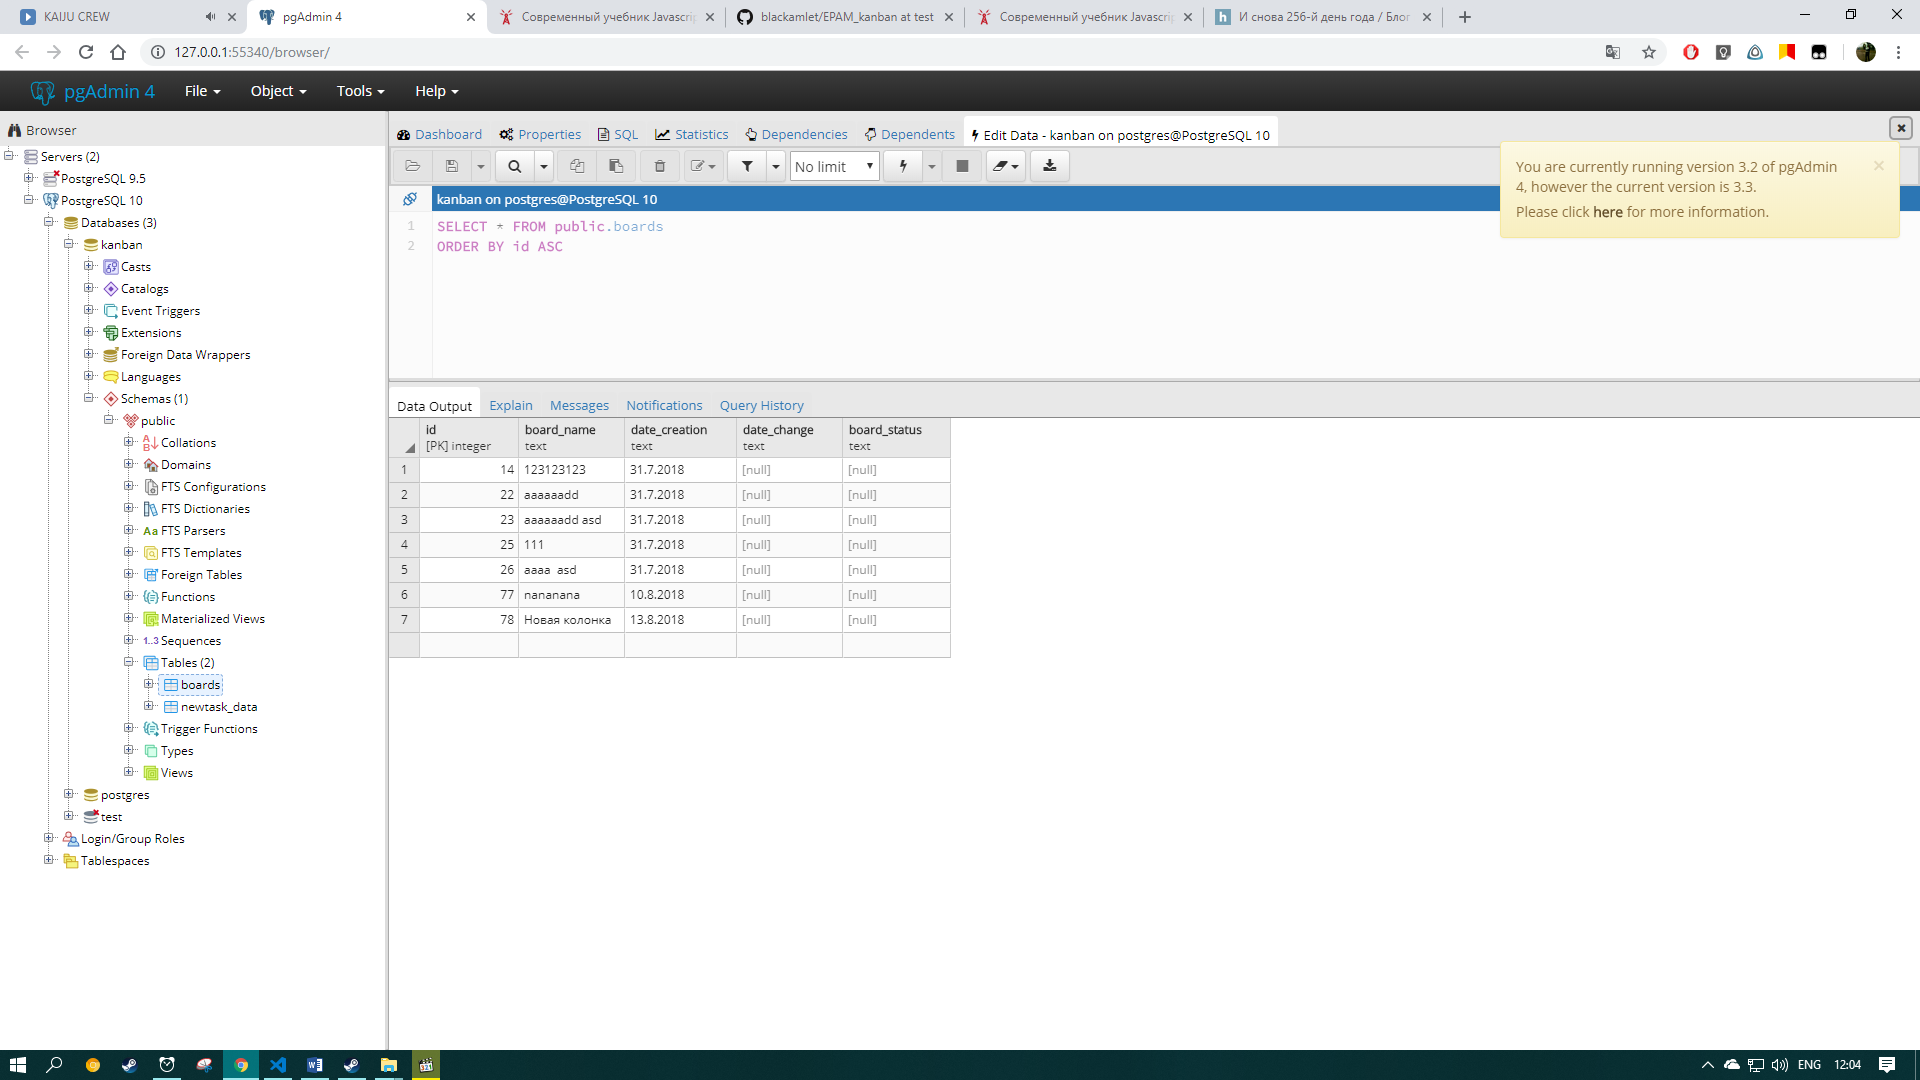 KAIJU CREW
pgAdmin 4
Современный учебник Javascri
blackamlet/EPAM_kanban at test
Современный учебник Javascri
И снова 256-й день года / Блог
127.0.0.1:55340/browser/
pgAdmin 4
File
Object
Tools
Help
Browser
Servers (2)
PostgreSQL 9.5
PostgreSQL 10
Databases (3)
kanban
Casts
Catalogs
Event Triggers
Extensions
Foreign Data Wrappers
Languages
Schemas (1)
public
Collations
Domains
FTS Configurations
FTS Dictionaries
Aa FTS Parsers
FTS Templates
Foreign Tables
Functions
Materialized Views
1..3 Sequences
Tables (2)
boards
newtask_data
Trigger Functions
Types
Views
postgres
test
Login/Group Roles
Tablespaces
Dashboard
Properties
SQL
Statistics
Dependencies
Dependents
Edit Data - kanban on postgres@PostgreSQL 10
No limit
kanban on postgres@PostgreSQL 10
1 SELECT * FROM public.boards
2 ORDER BY id ASC
You are currently running version 3.2 of pgAdmin
4, however the current version is 3.3.
Please click here for more information.
Data Output
Explain
Messages
Notifications
Query History
id board_name date_creation date_change board_status
[PK] integer text text text text
1 14 123123123 31.7.2018 [null] [null]
2 22 aaaaaadd 31.7.2018 [null] [null]
3 23 aaaaaadd asd 31.7.2018 [null] [null]
4 25 111 31.7.2018 [null] [null]
5 26 aaaa  asd 31.7.2018 [null] [null]
6 77 nananana 10.8.2018 [null] [null]
7 78 Новая колонка 13.8.2018 [null] [null]
ENG
12:04